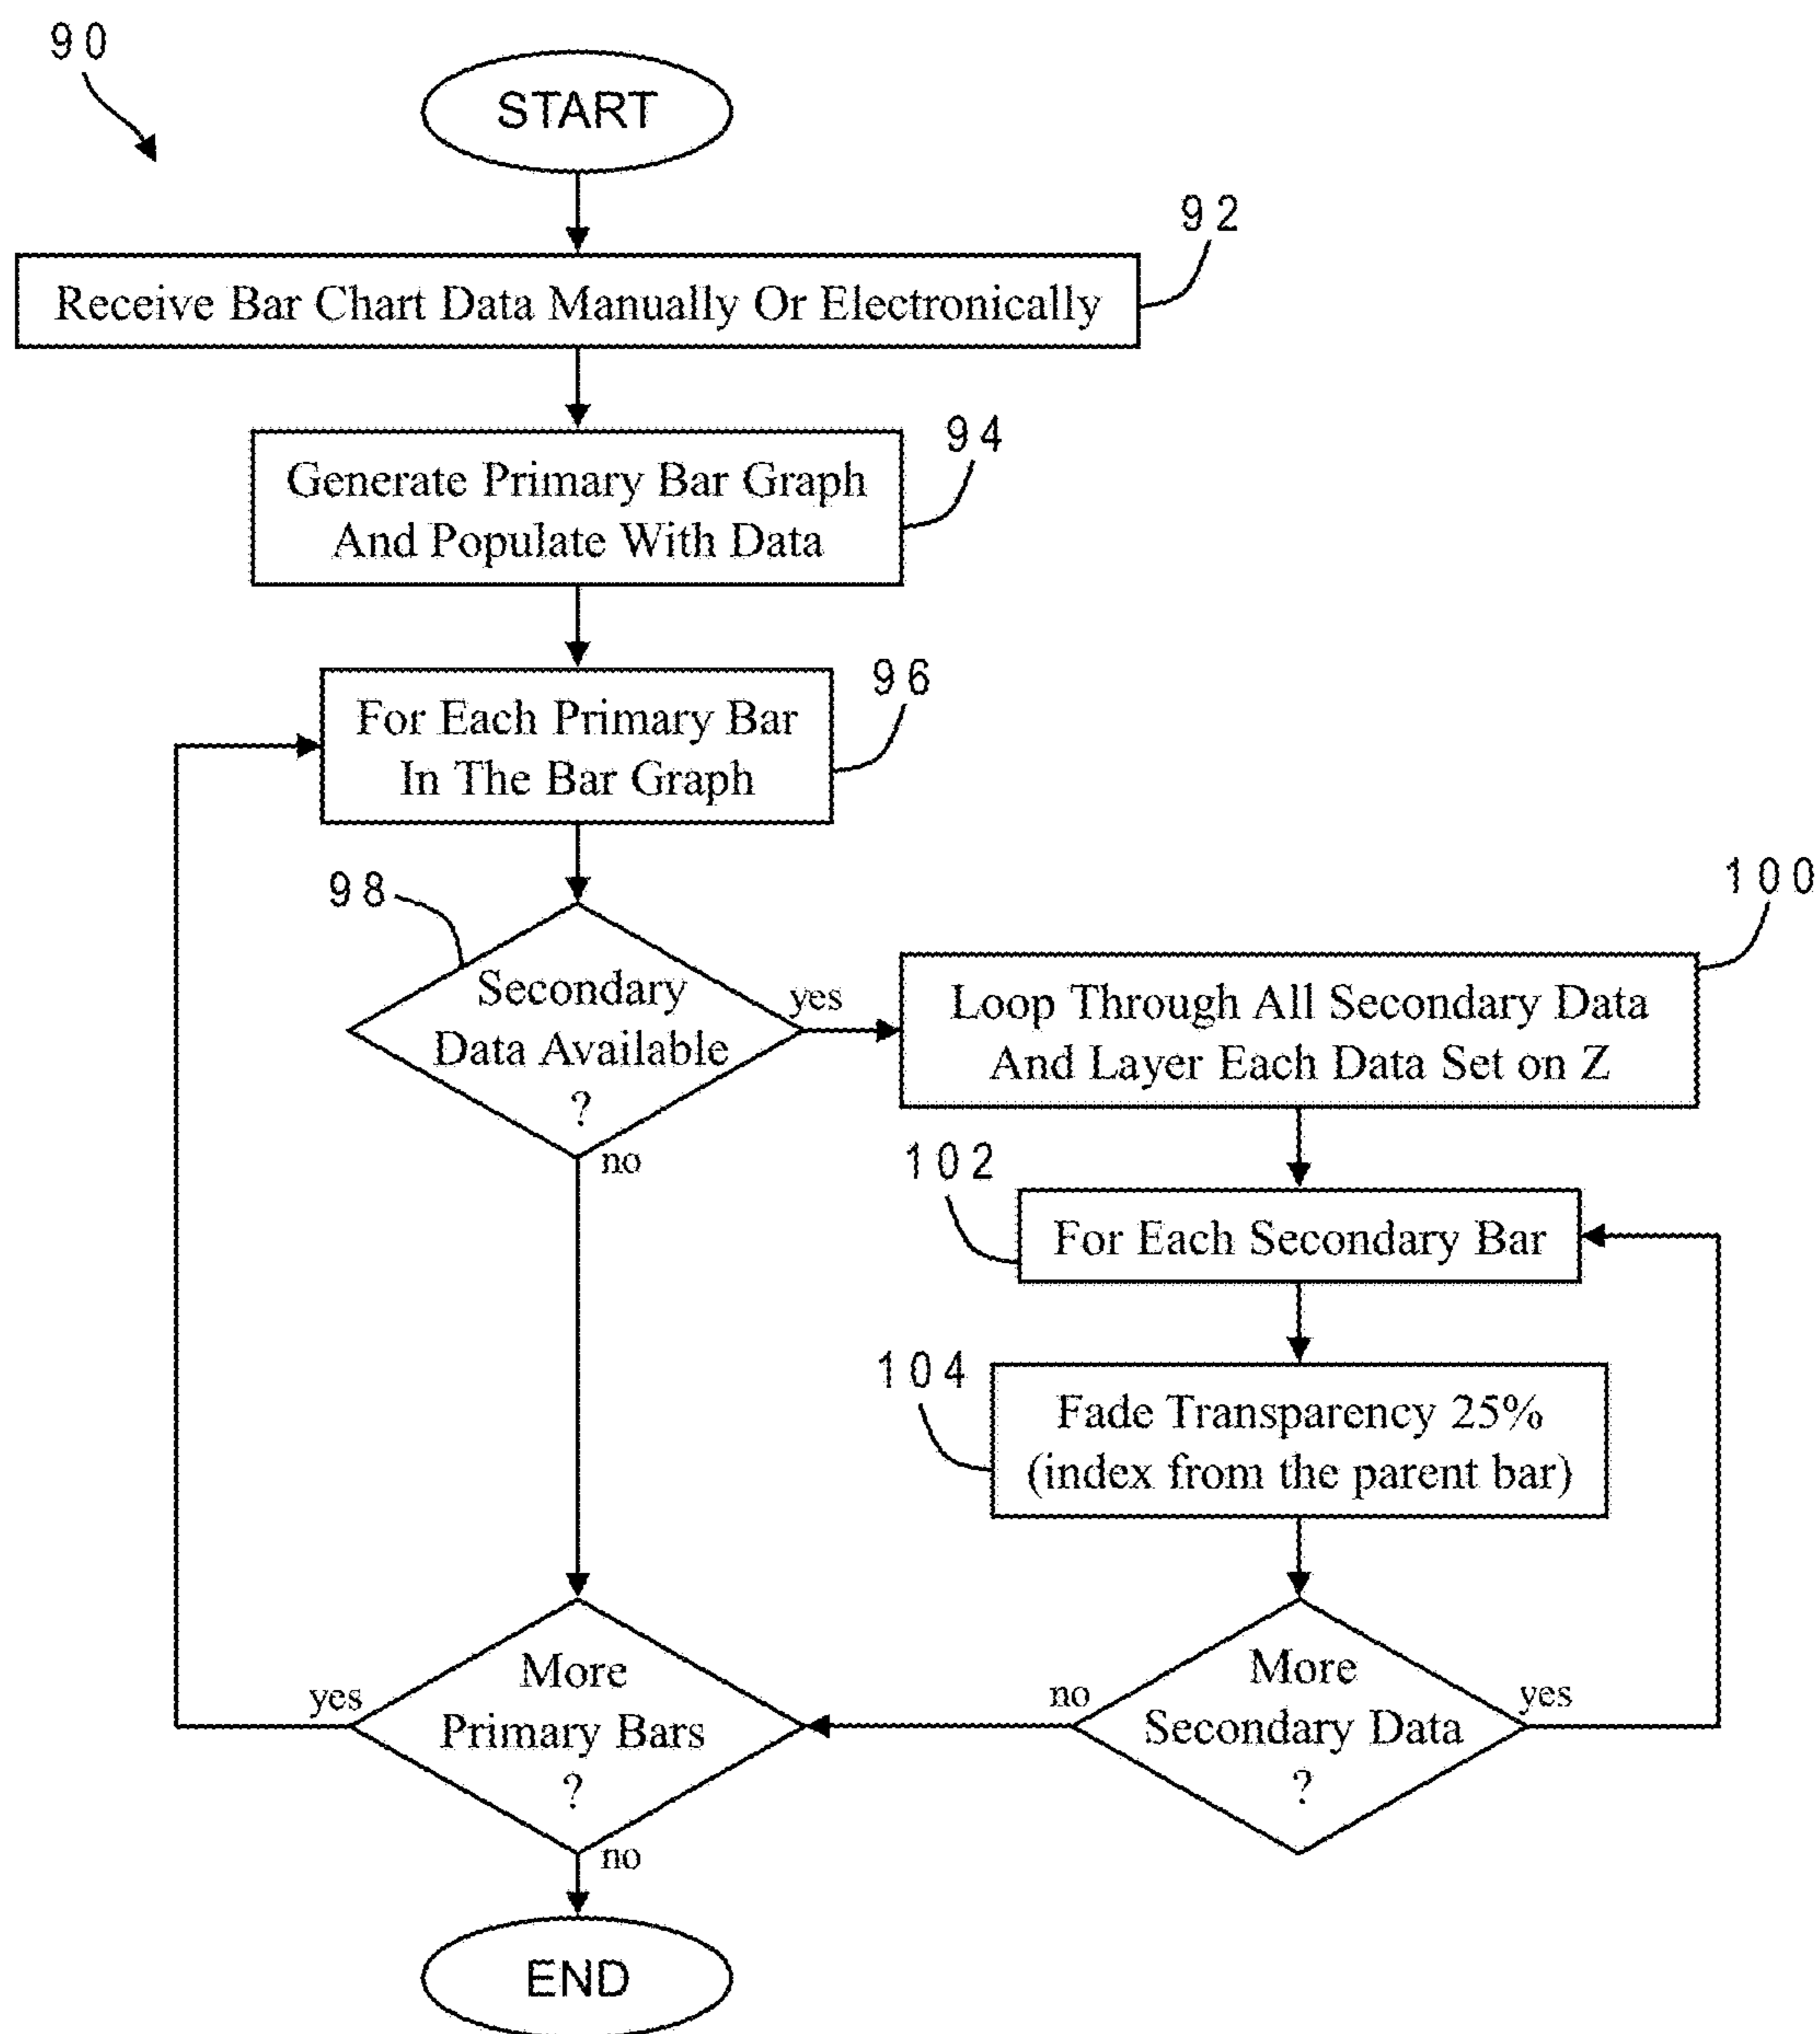 90
START
92
Receive Bar Chart Data Manually Or Electronically
94
Generate Primary Bar Graph
And Populate With Data
96
For Each Primary Bar
In The Bar Graph
98
Secondary
Data Available
?
yes
no
100
Loop Through All Secondary Data
And Layer Each Data Set on Z
102
For Each Secondary Bar
104
Fade Transparency 25%
(index from the parent bar)
More
Secondary Data
?
yes
no
More
Primary Bars
?
yes
no
END